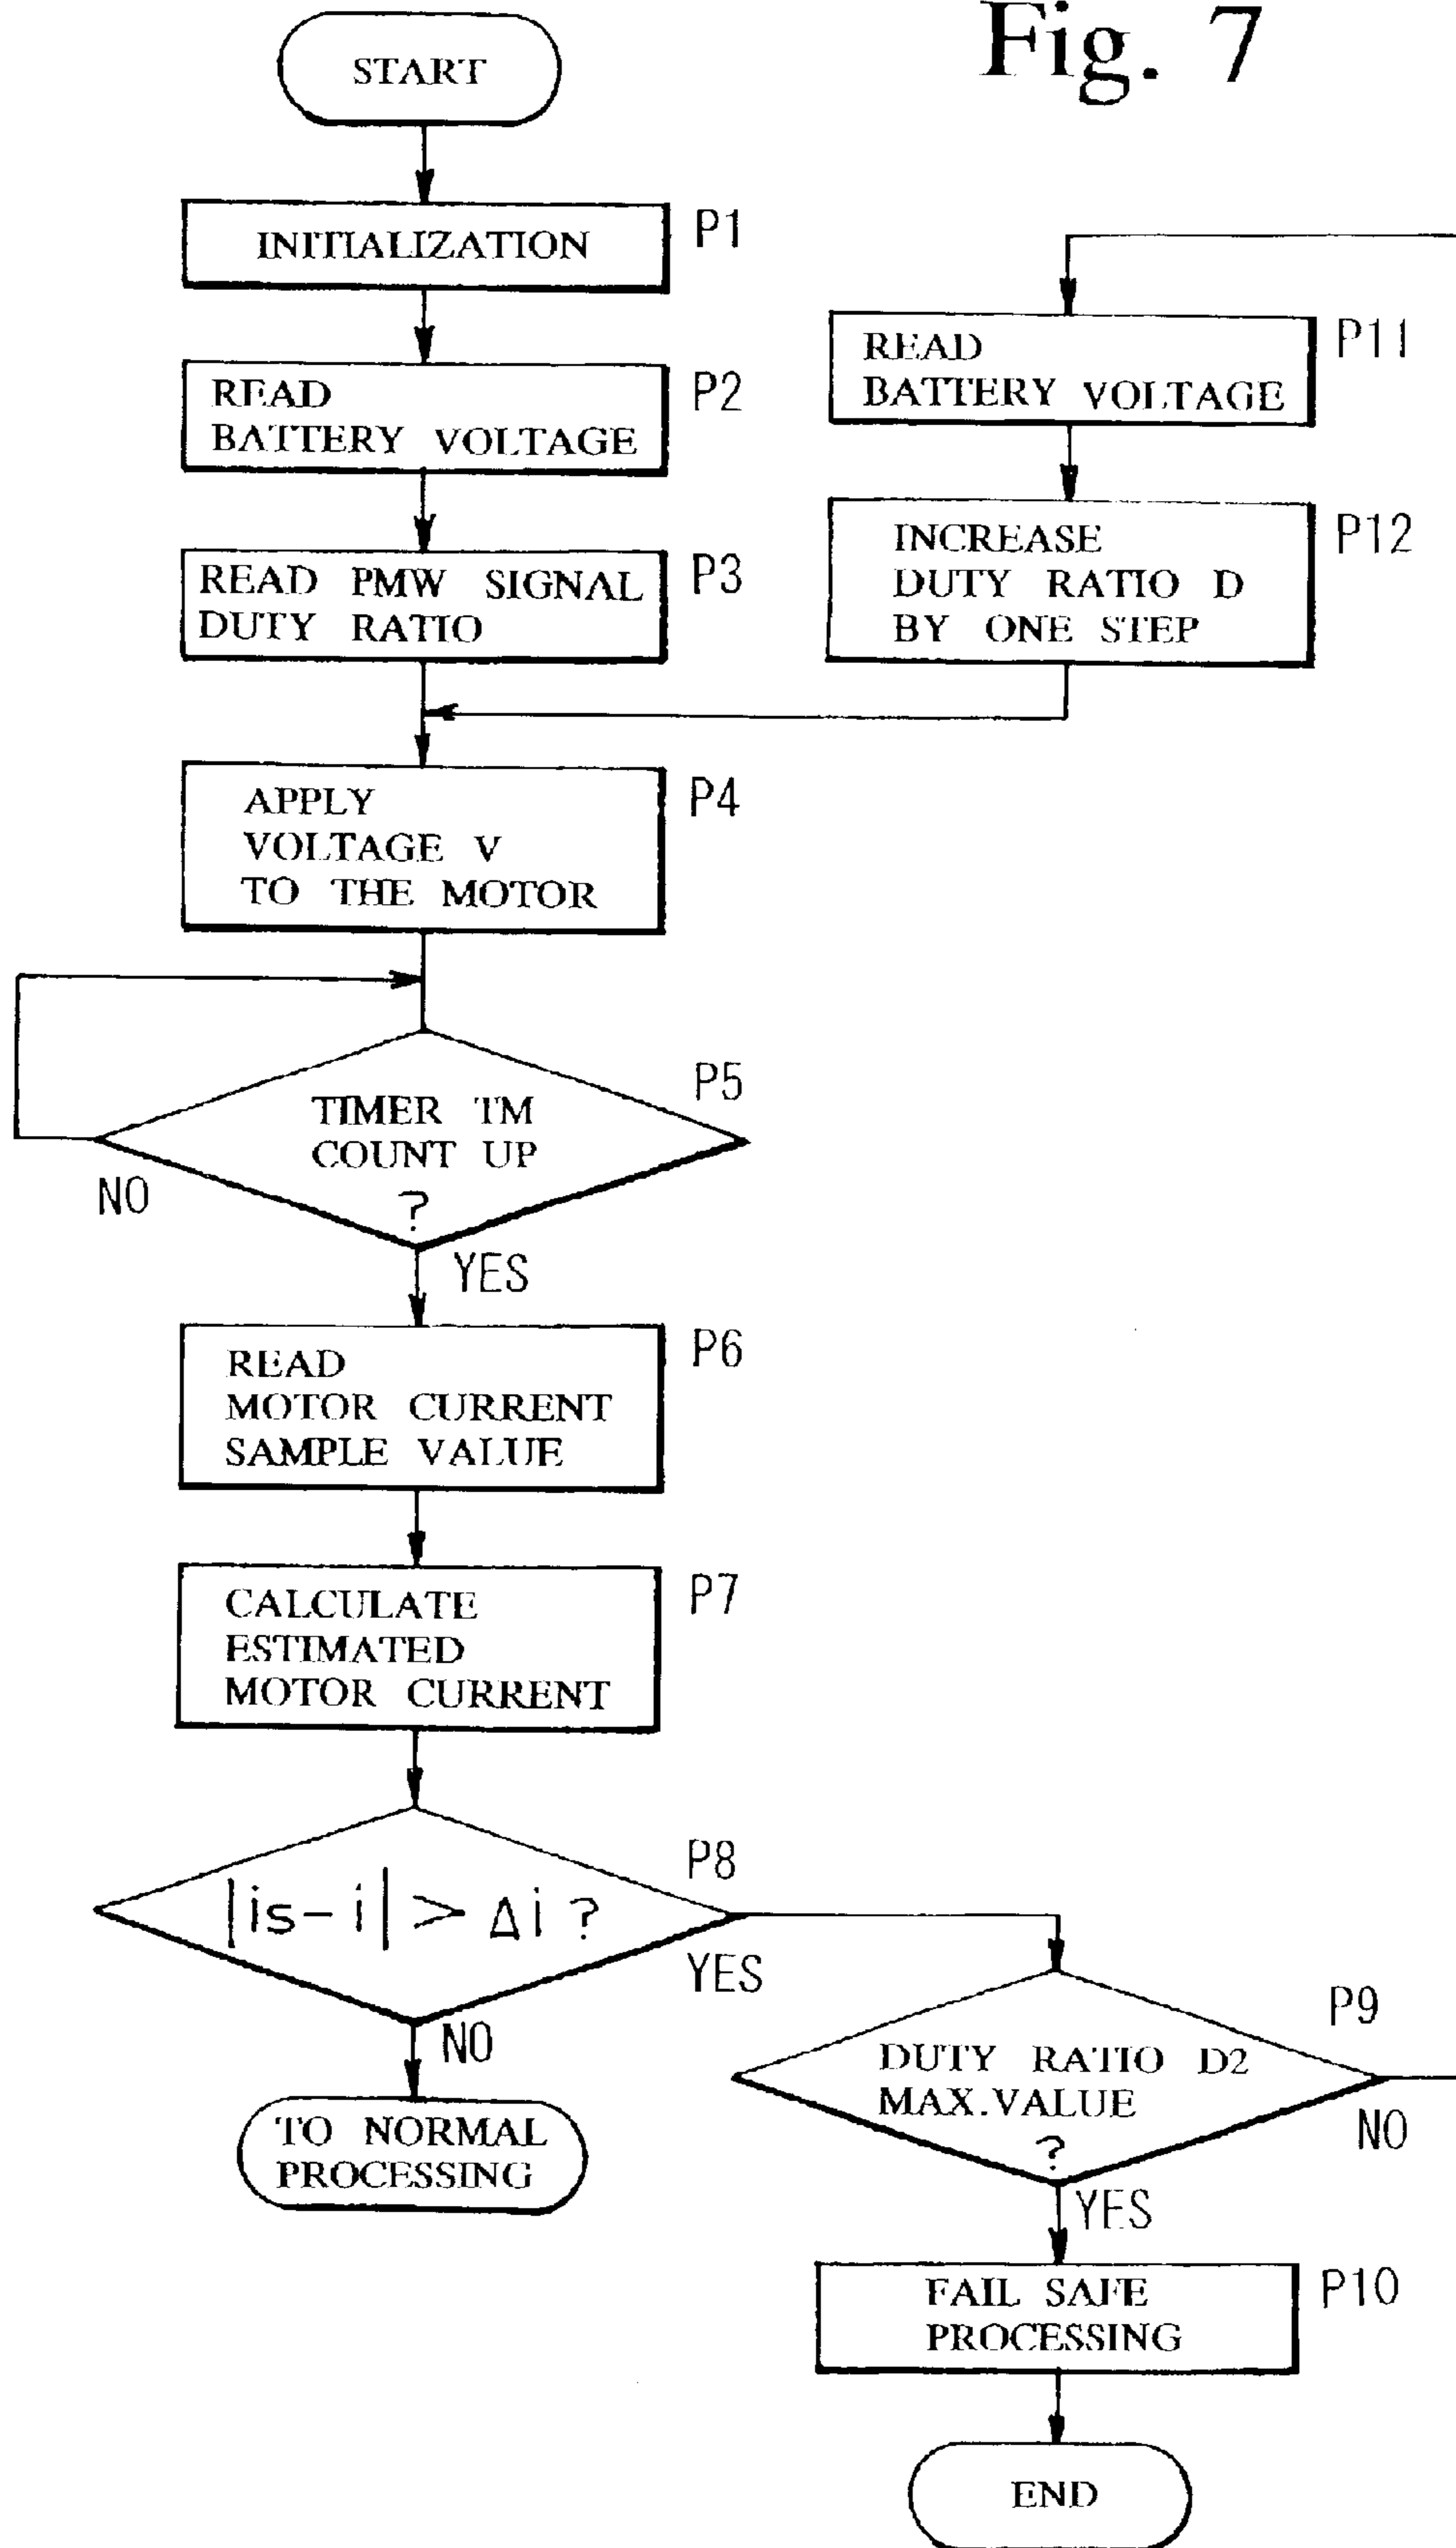 Fig. 7
START
INITIALIZATION
P1
READ
BATTERY VOLTAGE
P2
READ PMW SIGNAL
DUTY RATIO
P3
APPLY
VOLTAGE V
TO THE MOTOR
P4
TIMER TM
COUNT UP
?
P5
NO
YES
READ
MOTOR CURRENT
SAMPLE VALUE
P6
CALCULATE
ESTIMATED
MOTOR CURRENT
P7
|is-i| > Δi ?
P8
YES
NO
TO NORMAL
PROCESSING
DUTY RATIO D2
MAX.VALUE
?
P9
NO
YES
FAIL SAFE
PROCESSING
P10
END
READ
BATTERY VOLTAGE
P11
INCREASE
DUTY RATIO D
BY ONE STEP
P12